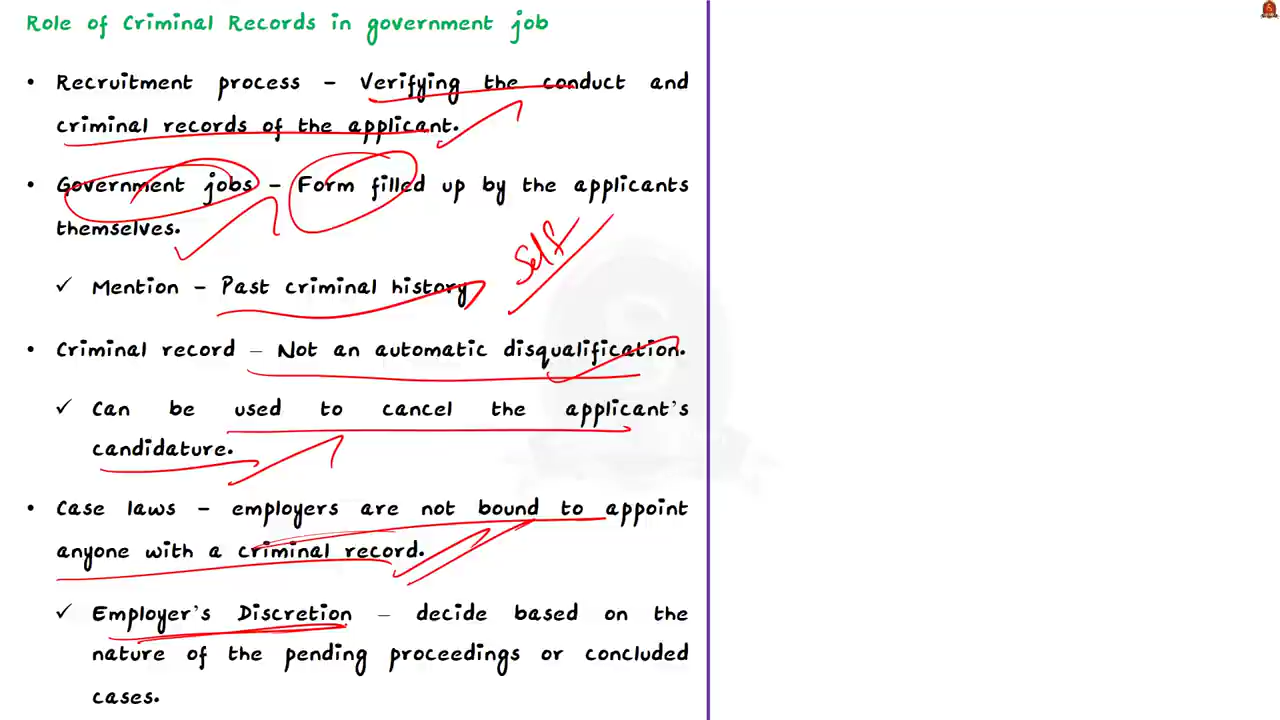 Role of Criminal Records in government job
• Recruitment process – Verifying the conduct and
criminal records of the applicant.
• Government jobs – Form filled up by the applicants
themselves.
Self
✓ Mention – Past criminal history
• Criminal record – Not an automatic disqualification.
✓ Can be used to cancel the applicant's
candidature.
• Case laws – employers are not bound to appoint
anyone with a criminal record.
✓ Employer's Discretion – decide based on the
nature of the pending proceedings or concluded
cases.